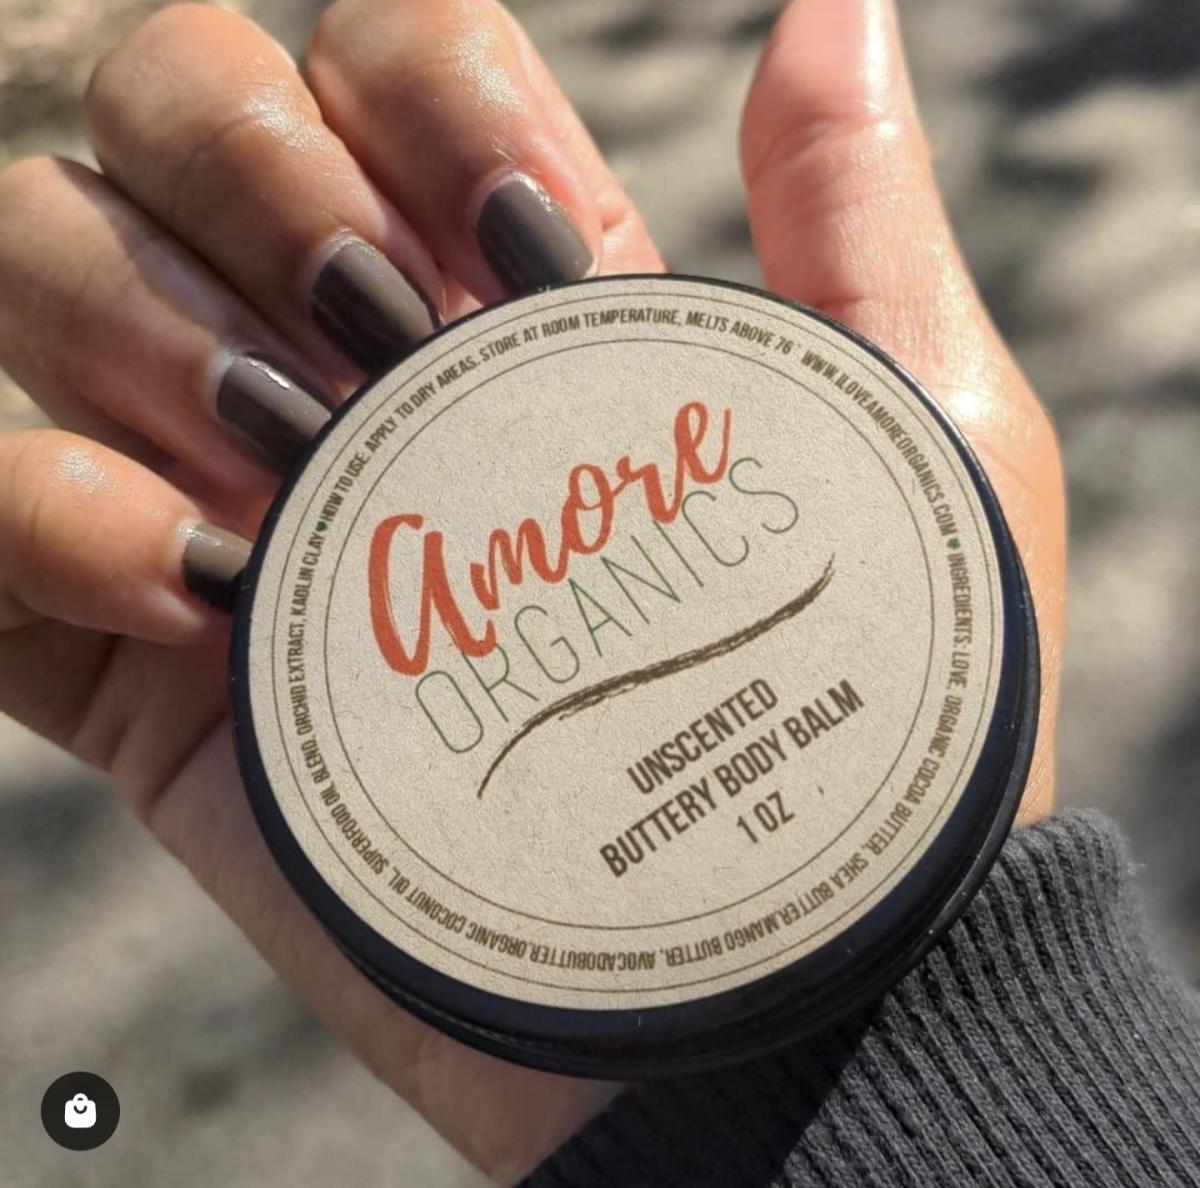 Amore
ORGANICS
UNSCENTED
BUTTERY BODY BALM
1 OZ
HOW TO USE: APPLY TO DRY AREAS. STORE AT ROOM TEMPERATURE, MELTS ABOVE 76° WWW.ILOVEAMOREORGANICS.COM
INGREDIENTS: LOVE, ORGANIC COCOA BUTTER, SHEA BUTTER,MANGO BUTTER, AVOCADOBUTTER,ORGANIC COCONUT OIL, SUPERFOOD OIL BLEND, ORCHID EXTRACT, KAOLIN CLAY